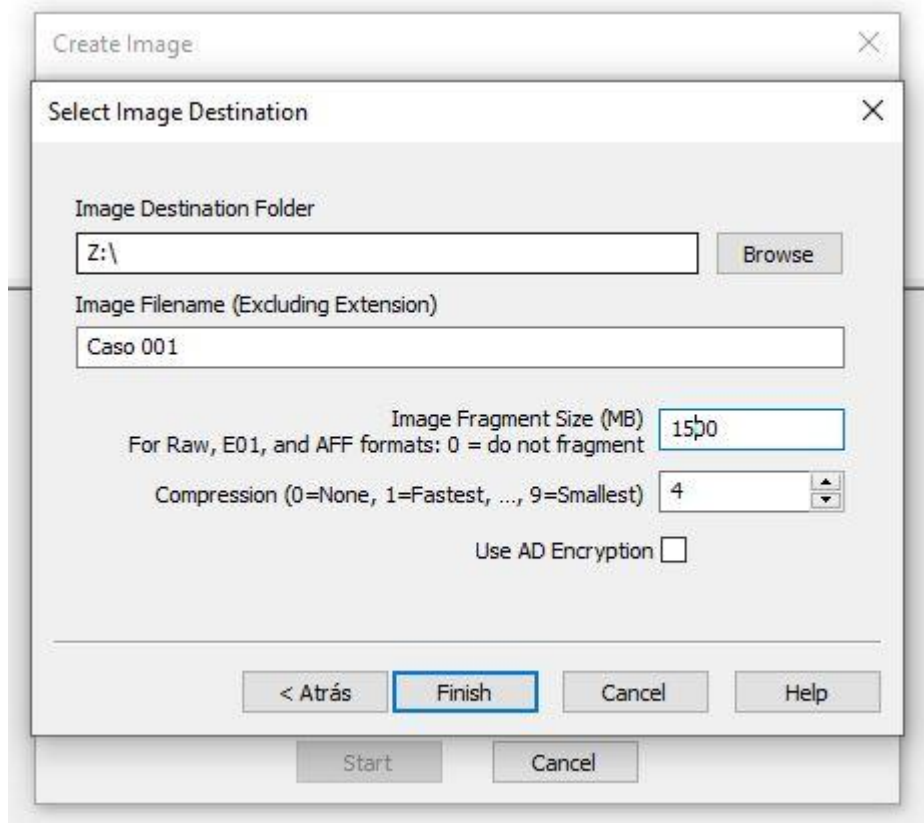 Create Image
Select Image Destination
Image Destination Folder
Z:\
Browse
Image Filename (Excluding Extension)
Caso 001
Image Fragment Size (MB)
For Raw, E01, and AFF formats: 0 = do not fragment
1500
Compression (0=None, 1=Fastest, ..., 9=Smallest)
4
Use AD Encryption
< Atrás
Finish
Cancel
Help
Start
Cancel